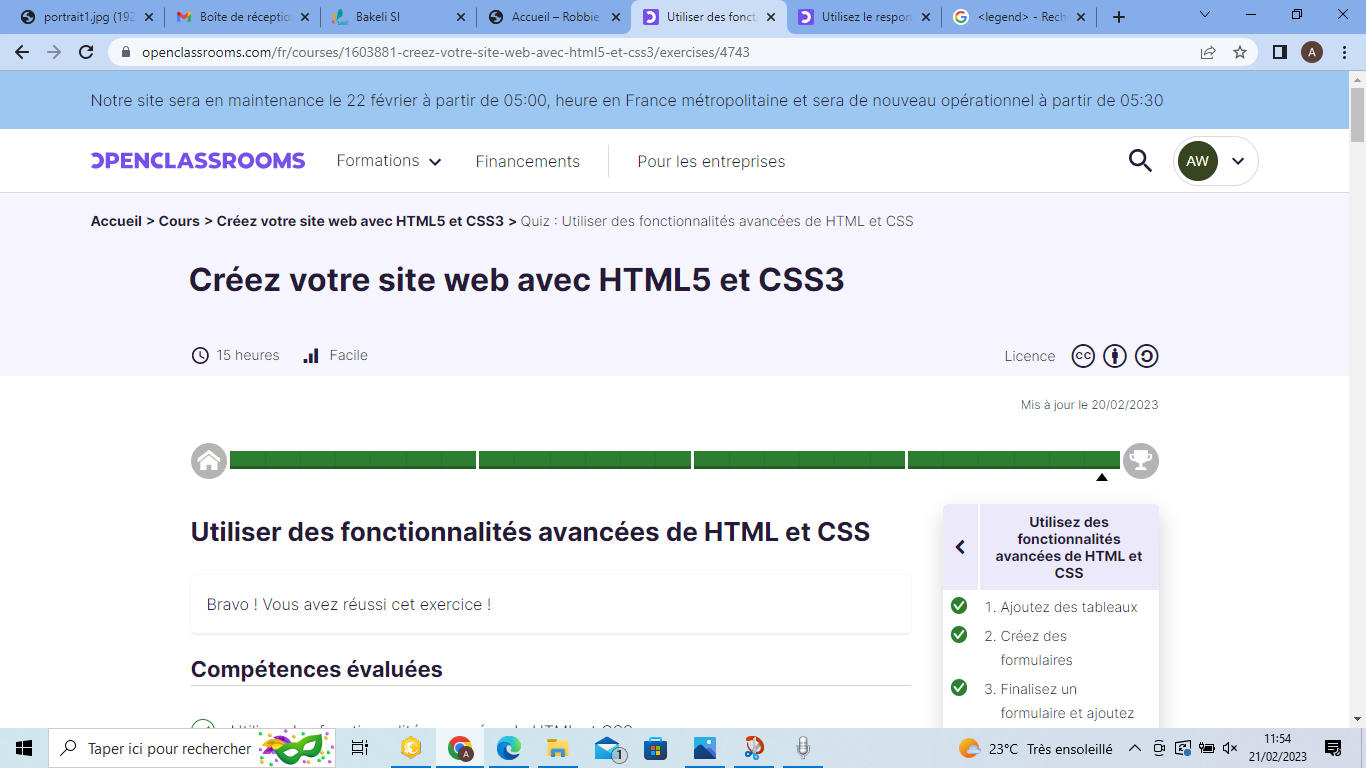 portrait1.jpg (192
Boîte de réceptio
Bakeli SI
Accueil – Robbie
Utiliser des fonct
Utilisez le respon
<legend> - Rech
openclassrooms.com/fr/courses/1603881-creez-votre-site-web-avec-html5-et-css3/exercises/4743
A
Notre site sera en maintenance le 22 février à partir de 05:00, heure en France métropolitaine et sera de nouveau opérationnel à partir de 05:30
OPENCLASSROOMS
Formations
Financements
Pour les entreprises
AW
Accueil > Cours > Créez votre site web avec HTML5 et CSS3 > Quiz : Utiliser des fonctionnalités avancées de HTML et CSS
Créez votre site web avec HTML5 et CSS3
15 heures
Facile
Licence
cc
Mis à jour le 20/02/2023
Utiliser des fonctionnalités avancées de HTML et CSS
Bravo ! Vous avez réussi cet exercice !
Compétences évaluées
Utilisez des
fonctionnalités
avancées de HTML et
CSS
1. Ajoutez des tableaux
2. Créez des
formulaires
3. Finalisez un
formulaire et ajoutez
Taper ici pour rechercher
A
1
23°C Très ensoleillé
11:54
21/02/2023